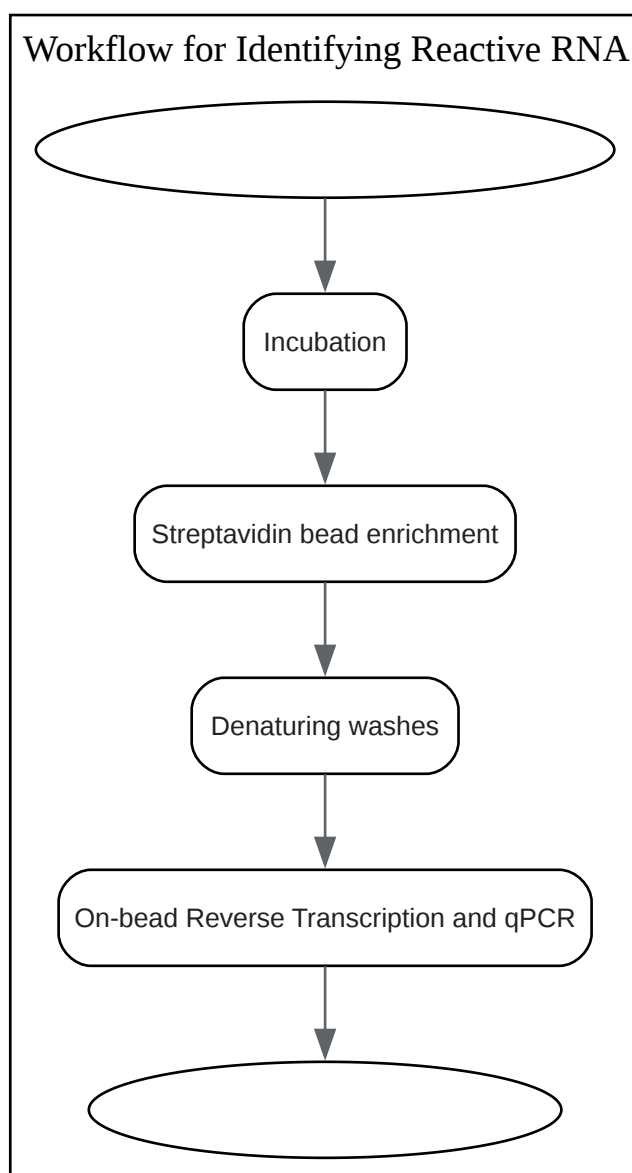 Workflow for Identifying Reactive RNA
Incubation
Streptavidin bead enrichment
Denaturing washes
On-bead Reverse Transcription and qPCR